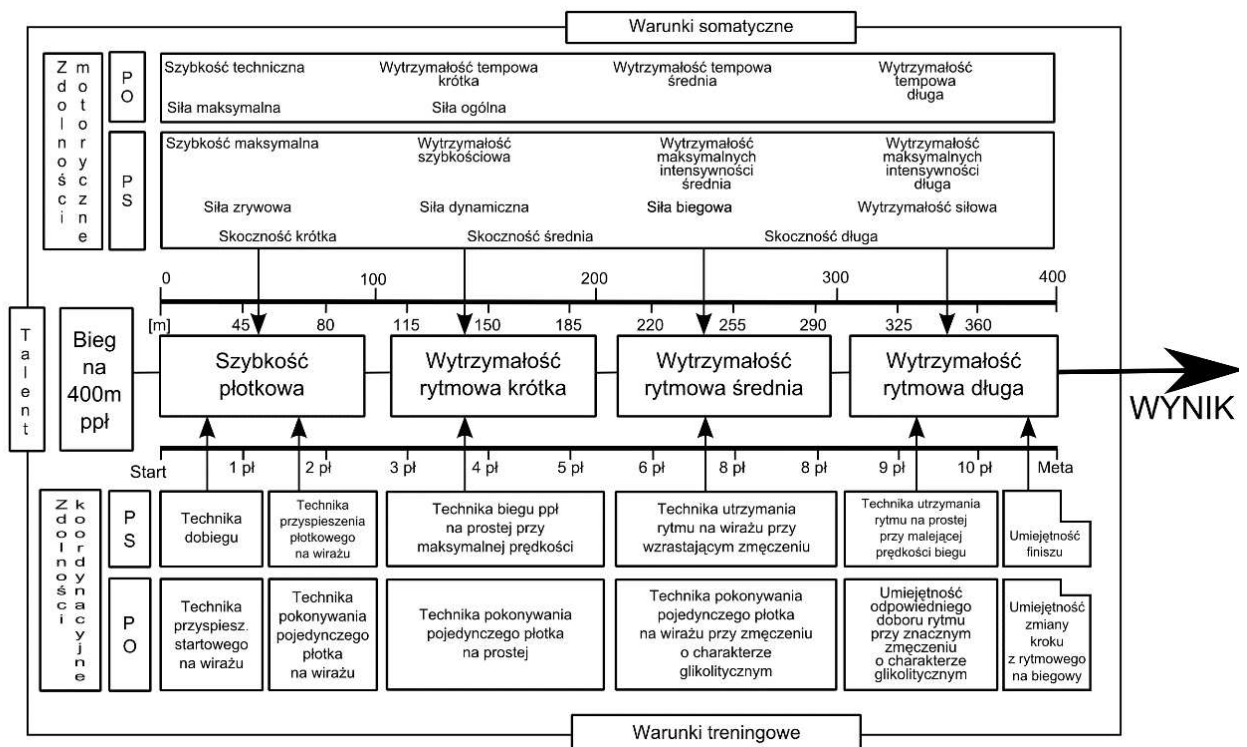 Warunki somatyczne
Zdolności
motoryczne
PO
Szybkość techniczna
Wytrzymałość tempowa
krótka
Wytrzymałość tempowa
średnia
Wytrzymałość
tempowa
długa
Siła maksymalna
Siła ogólna
PS
Szybkość maksymalna
Wytrzymałość
szybkościowa
Wytrzymałość
maksymalnych
intensywności
średnia
Wytrzymałość
maksymalnych
intensywności
długa
Siła zrywowa
Siła dynamiczna
Siła biegowa
Wytrzymałość siłowa
Skoczność krótka
Skoczność średnia
Skoczność długa
0 100 200 300 400
[m] 45 80 115 150 185 220 255 290 325 360
Talent
Bieg
na
400m
ppł
Szybkość
płotkowa
Wytrzymałość
rytmowa krótka
Wytrzymałość
rytmowa średnia
Wytrzymałość
rytmowa długa
WYNIK
Start 1 pł 2 pł 3 pł 4 pł 5 pł 6 pł 8 pł 8 pł 9 pł 10 pł Meta
Zdolności
koordynacyjne
PS
Technika
dobiegu
Technika
przyspieszenia
płotkowego
na wirażu
Technika biegu ppł
na prostej przy
maksymalnej prędkości
Technika utrzymania
rytmu na wirażu przy
wzrastającym zmęczeniu
Technika utrzymania
rytmu na prostej
przy malejącej
prędkości biegu
Umiejętność
finiszu
PO
Technika
przyspiesz.
startowego
na wirażu
Technika
pokonywania
pojedynczego
płotka
na wirażu
Technika pokonywania
pojedynczego płotka
na prostej
Technika pokonywania
pojedynczego płotka
na wirażu przy zmęczeniu
o charakterze
glikolitycznym
Umiejętność
odpowiedniego
doboru rytmu
przy znacznym
zmęczeniu
o charakterze
glikolitycznym
Umiejętność
zmiany
kroku
z rytmowego
na biegowy
Warunki treningowe